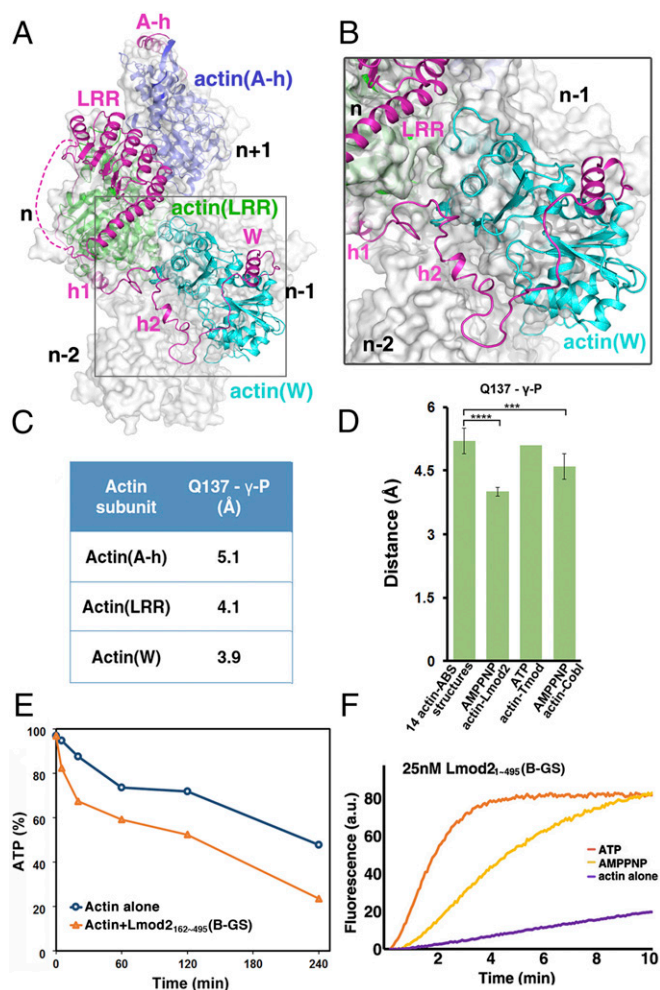 A
A-h
LRR
actin(A-h)
n+1
n
actin(LRR)
W
h1
n-1
h2
n-2
actin(W)
B
n-1
n
LRR
h1
h2
n-2
actin(W)
C
Actin subunit Q137 - γ-P (Å)
Actin(A-h) 5.1
Actin(LRR) 4.1
Actin(W) 3.9
D
Q137 - γ-P
***
****
6
4.5
3
1.5
0
Distance (Å)
14 actin-ABS structures
AMPPNP actin-Lmod2
ATP actin-Tmod
AMPPNP actin-Cobl
E
100
80
60
40
20
0
ATP (%)
Actin alone
Actin+Lmod2162~495(B-GS)
0 60 120 180 240
Time (min)
F
25nM Lmod21~495(B-GS)
80
60
40
20
0
Fluorescence (a.u.)
ATP
AMPPNP
actin alone
2 4 6 8 10
Time (min)